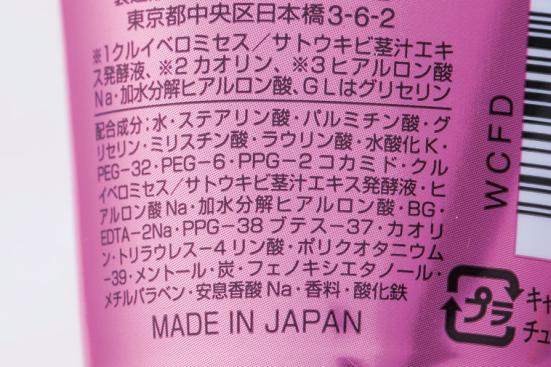 東京都中央区日本橋3-6-2
※1クルイベロミセス/サトウキビ茎汁エキ
ス発酵液、※2カオリン、※3ヒアルロン酸
Na・加水分解ヒアルロン酸、GLはグリセリン
配合成分:水・ステアリン酸・パルミチン酸・グ
リセリン・ミリスチン酸・ラウリン酸・水酸化K・
PEG-32・PEG-6・PPG-2コカミド・クル
イベロミセス/サトウキビ茎汁エキス発酵液・ヒ
アルロン酸Na・加水分解ヒアルロン酸・BG・
EDTA-2Na・PPG-38ブテス-37・カオリ
ン・トリラウレス-4リン酸・ポリクオタニウム
-39・メントール・炭・フェノキシエタノール・
メチルパラベン・安息香酸Na・香料・酸化鉄
MADE IN JAPAN
WCFD
プラ
キャ
チュ